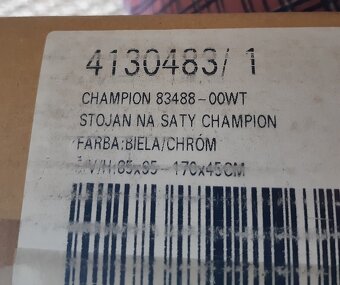 4130483/ 1
CHAMPION 83488-00WT
STOJAN NA SATY CHAMPION
FARBA:BIELA/CHRÓM
Š/V/H:85x95-170x45CM